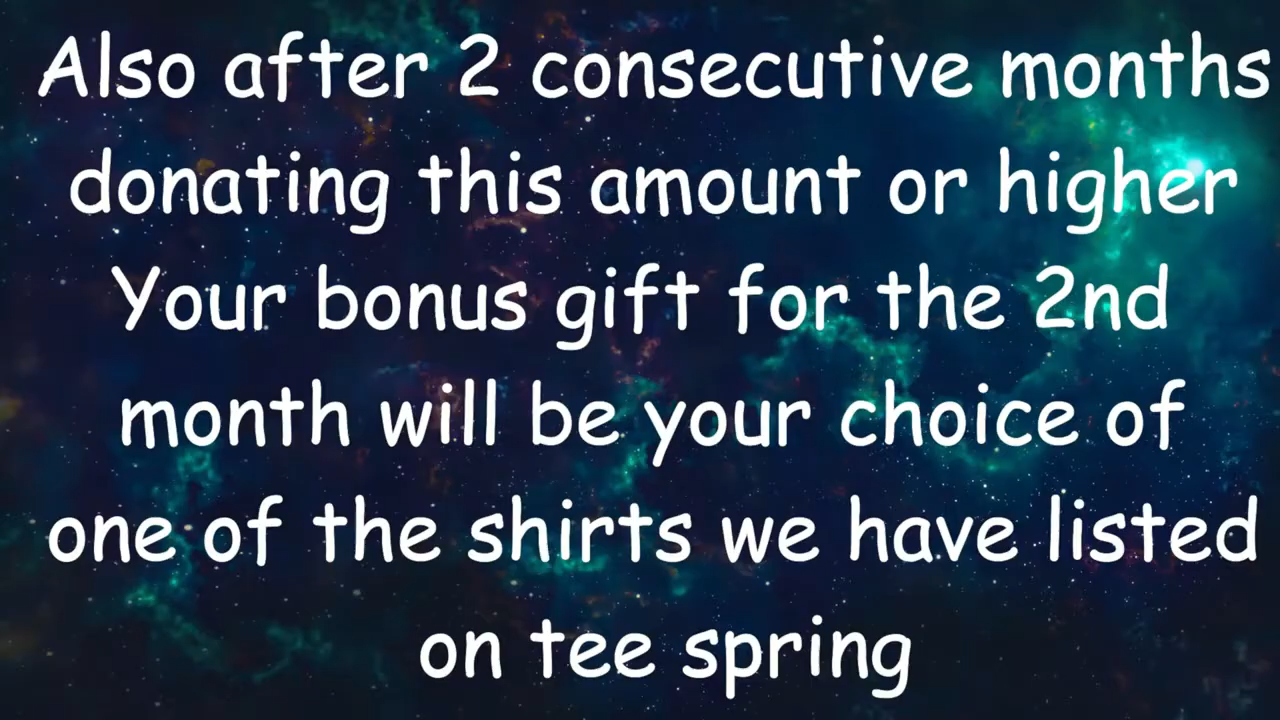 Also after 2 consecutive months
donating this amount or higher
Your bonus gift for the 2nd
month will be your choice of
one of the shirts we have listed
on tee spring